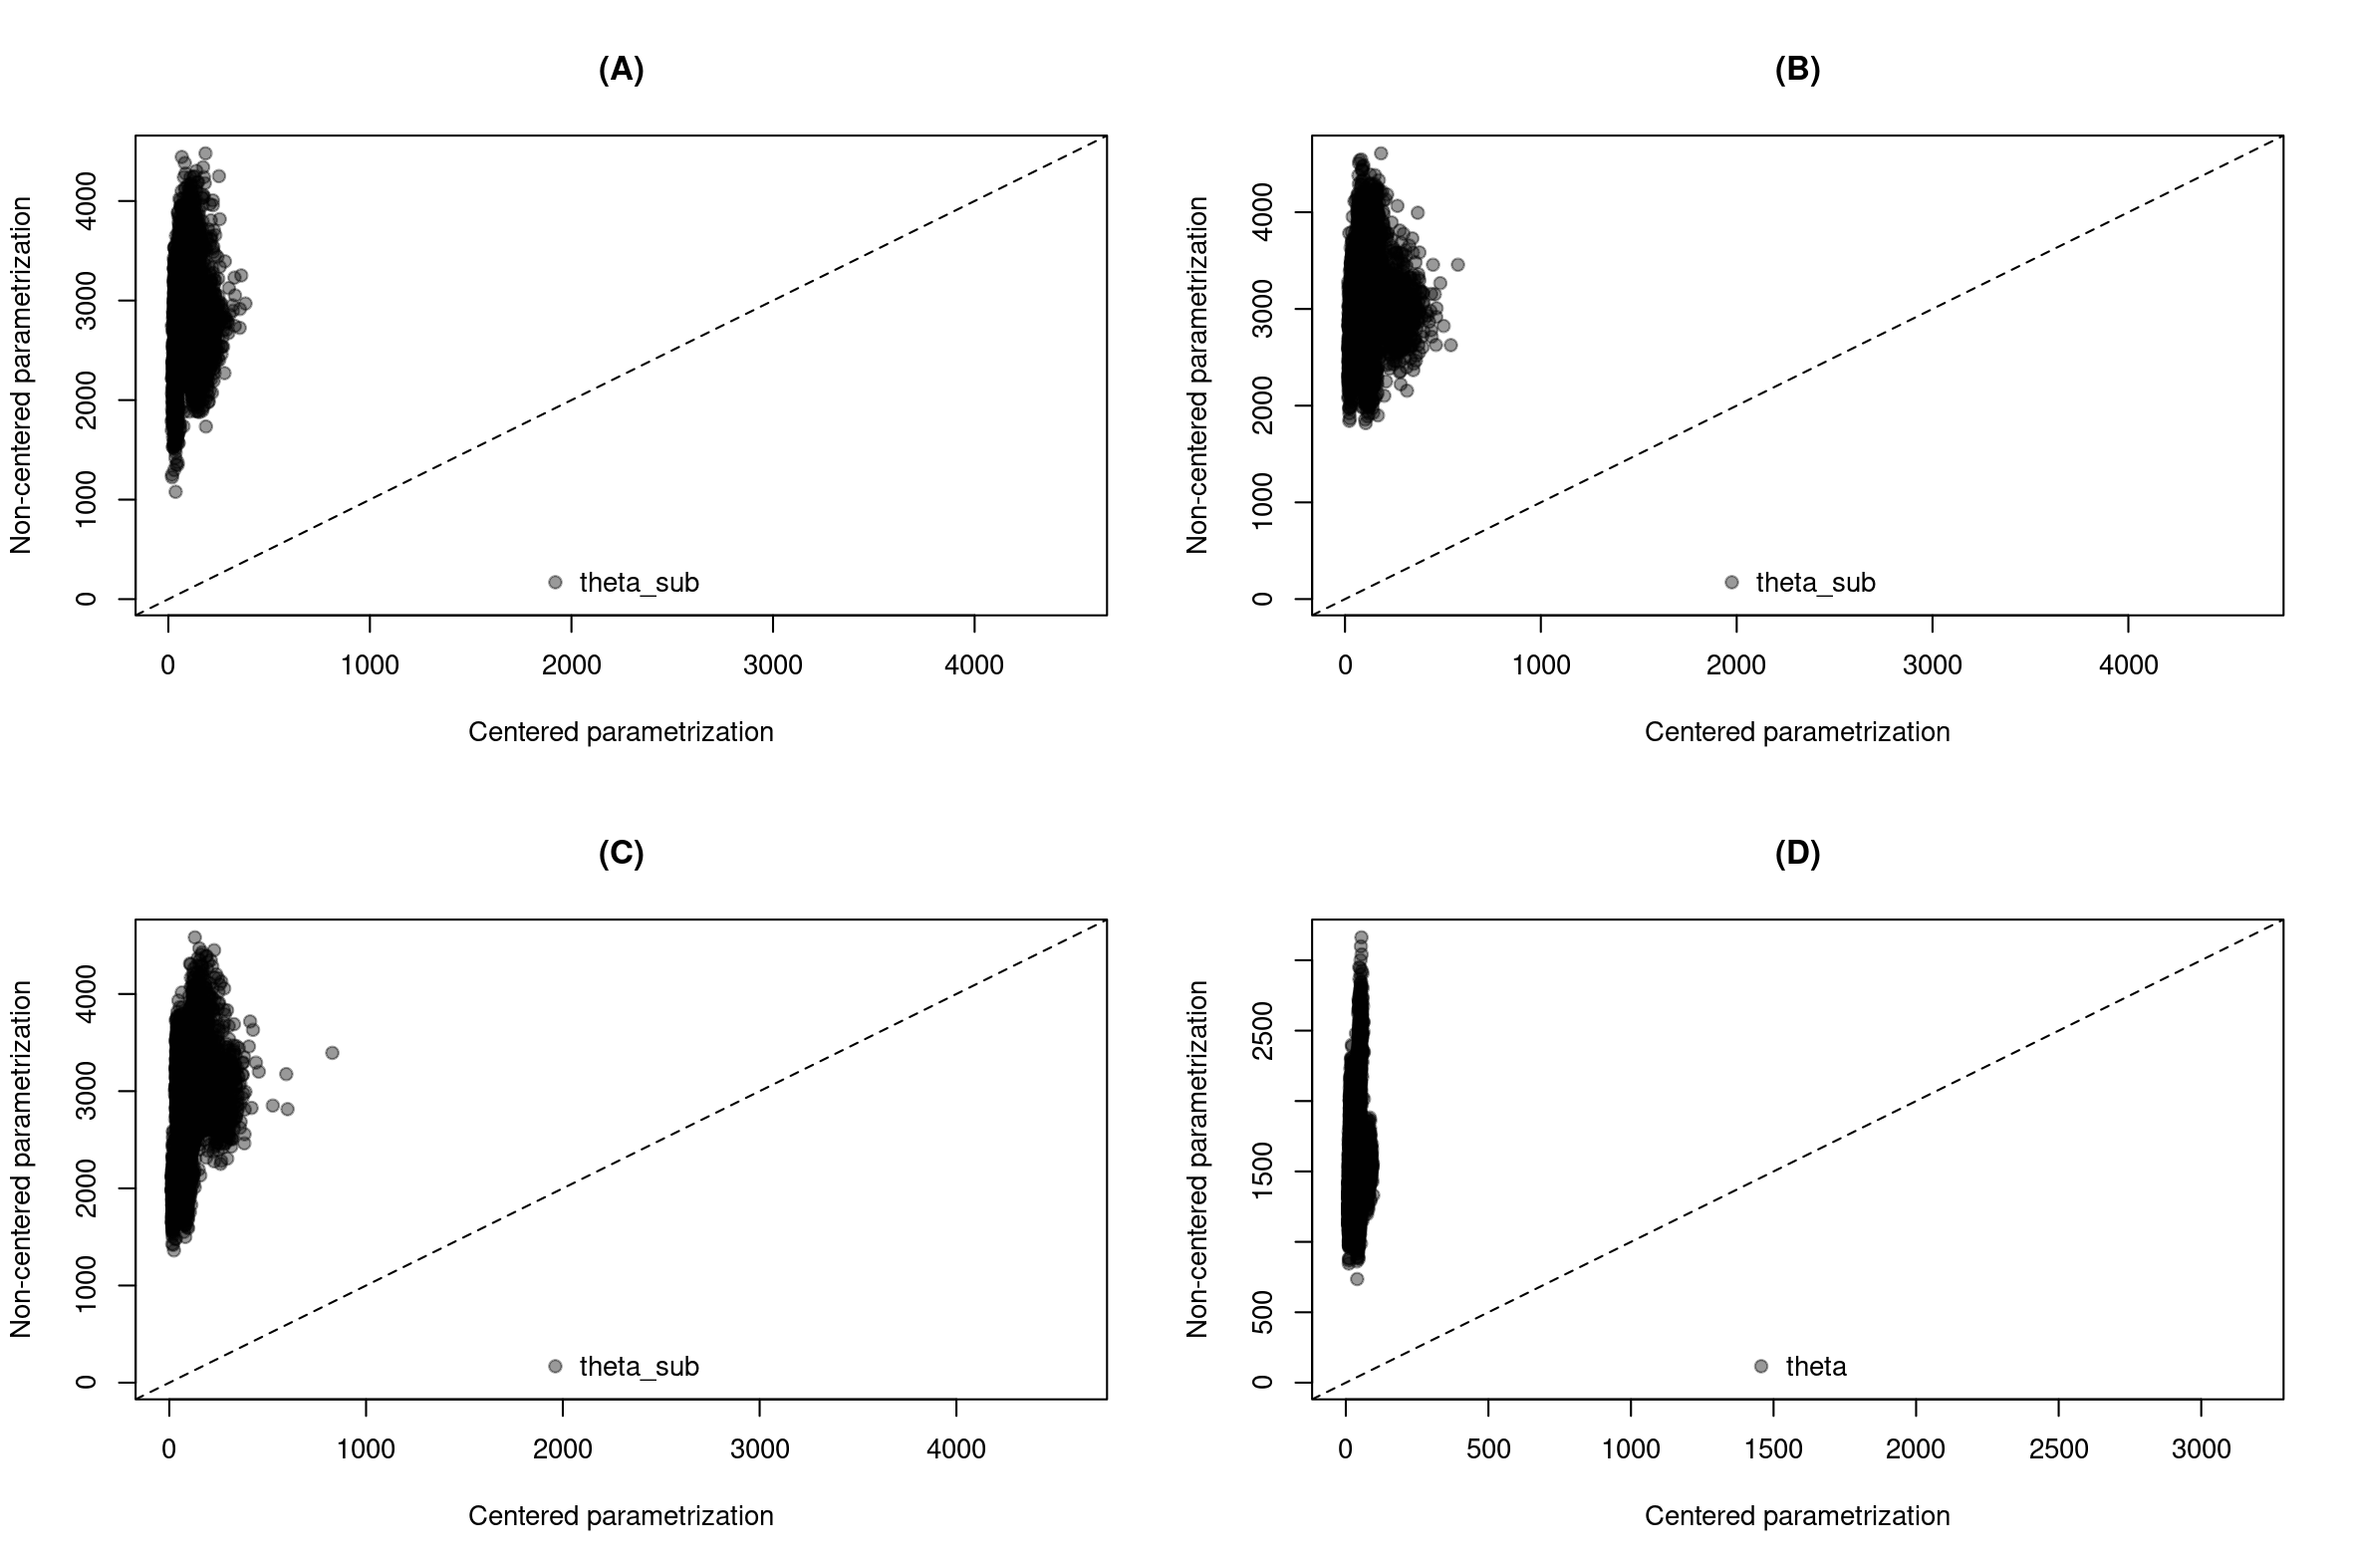 (A)
Non-centered parametrization
4000
3000
2000
1000
0
theta_sub
0 1000 2000 3000 4000
Centered parametrization
(B)
Non-centered parametrization
4000
3000
2000
1000
0
theta_sub
0 1000 2000 3000 4000
Centered parametrization
(C)
Non-centered parametrization
4000
3000
2000
1000
0
theta_sub
0 1000 2000 3000 4000
Centered parametrization
(D)
Non-centered parametrization
2500
1500
500
0
theta
0 500 1000 1500 2000 2500 3000
Centered parametrization